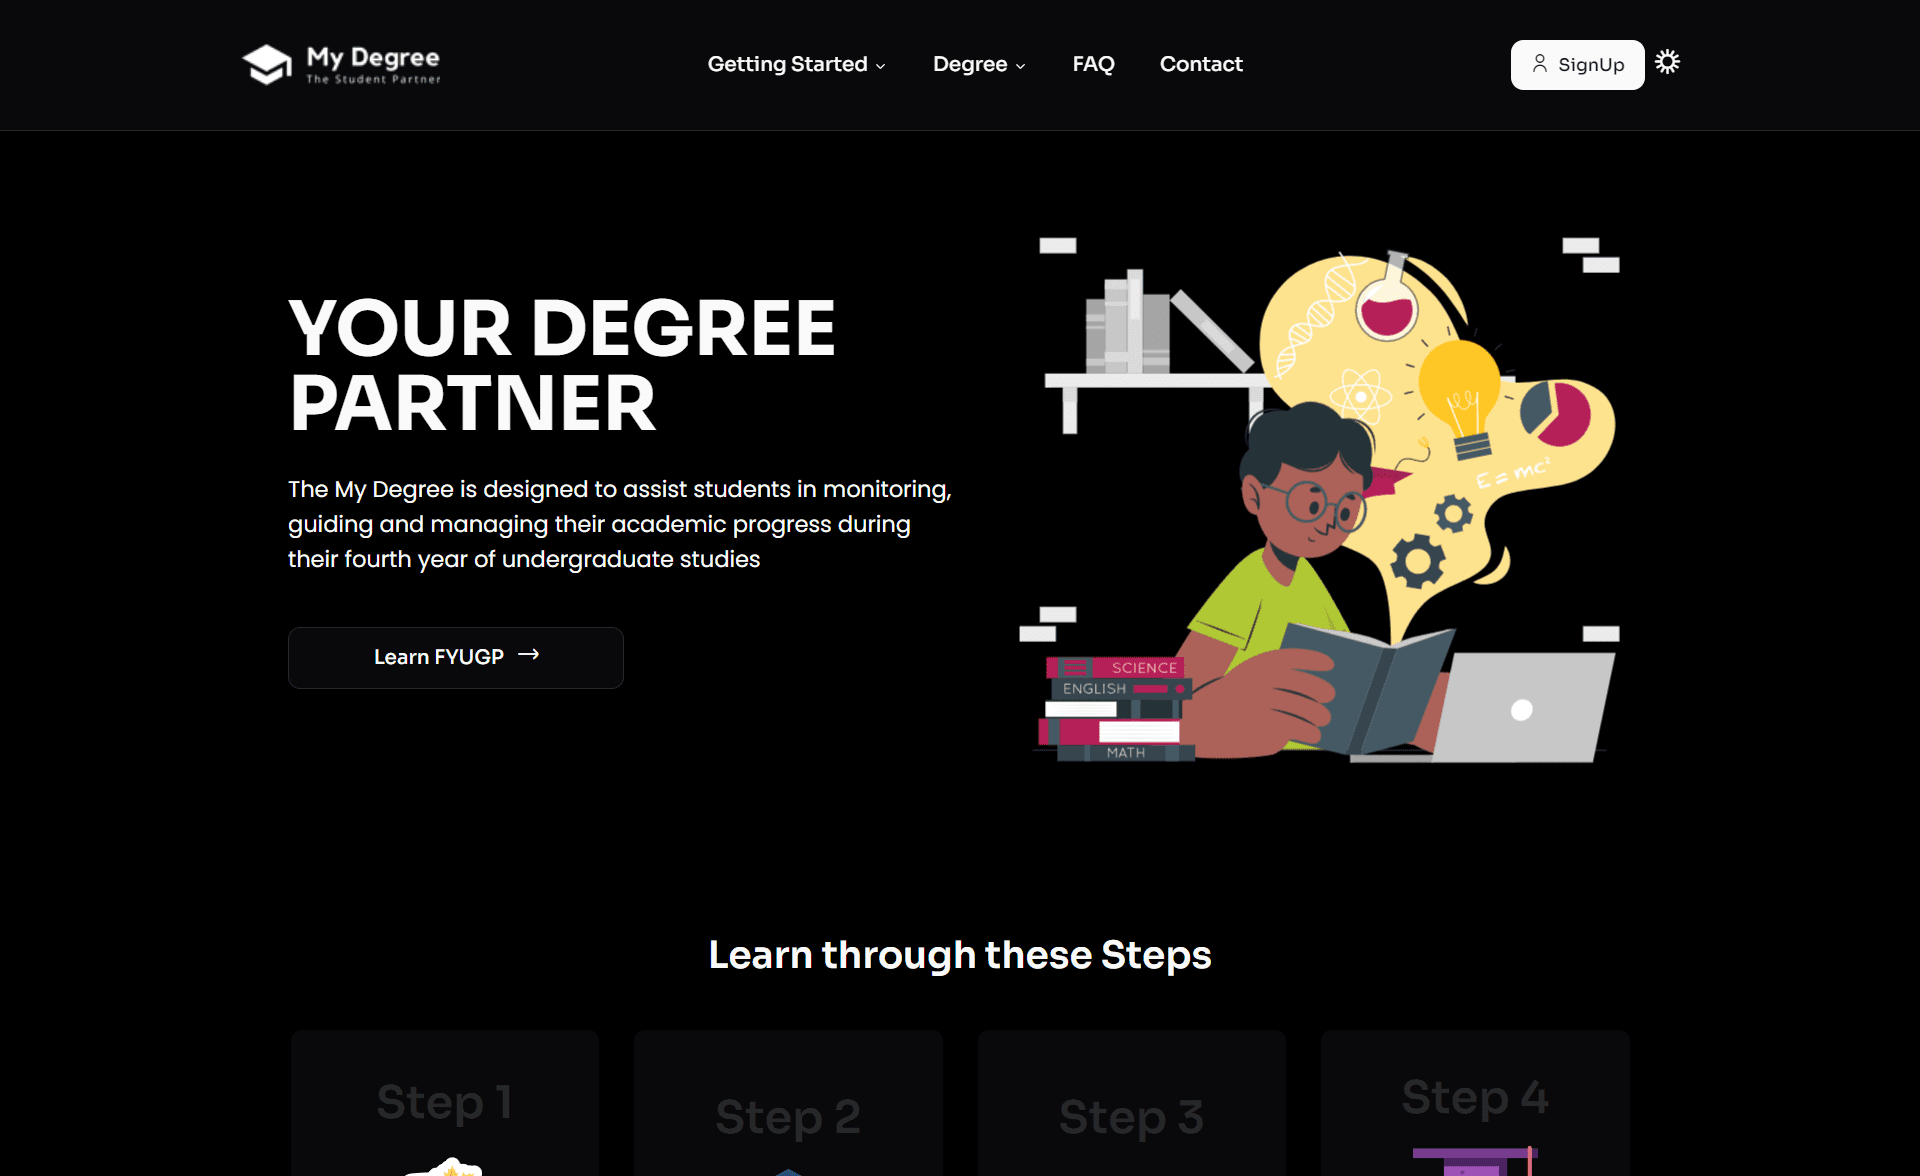 My Degree
The Student Partner
Getting Started
Degree
FAQ
Contact
SignUp
YOUR DEGREE
PARTNER
The My Degree is designed to assist students in monitoring,
guiding and managing their academic progress during
their fourth year of undergraduate studies
Learn FYUGP →
E = mc²
SCIENCE
ENGLISH
MATH
Learn through these Steps
Step 1
Step 2
Step 3
Step 4